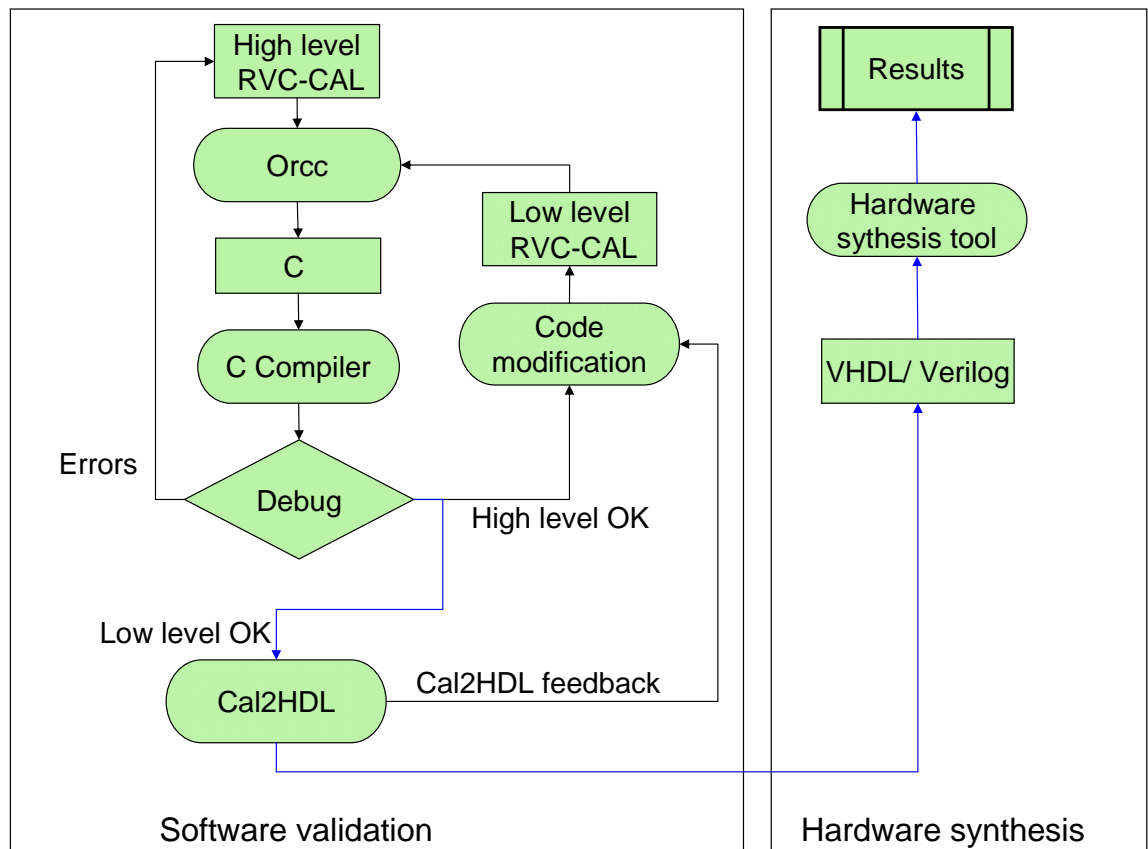 High level
RVC-CAL
Orcc
C
C Compiler
Debug
Errors
High level OK
Low level OK
Cal2HDL
Cal2HDL feedback
Code
modification
Low level
RVC-CAL
Software validation
Results
Hardware
sythesis tool
VHDL/ Verilog
Hardware synthesis